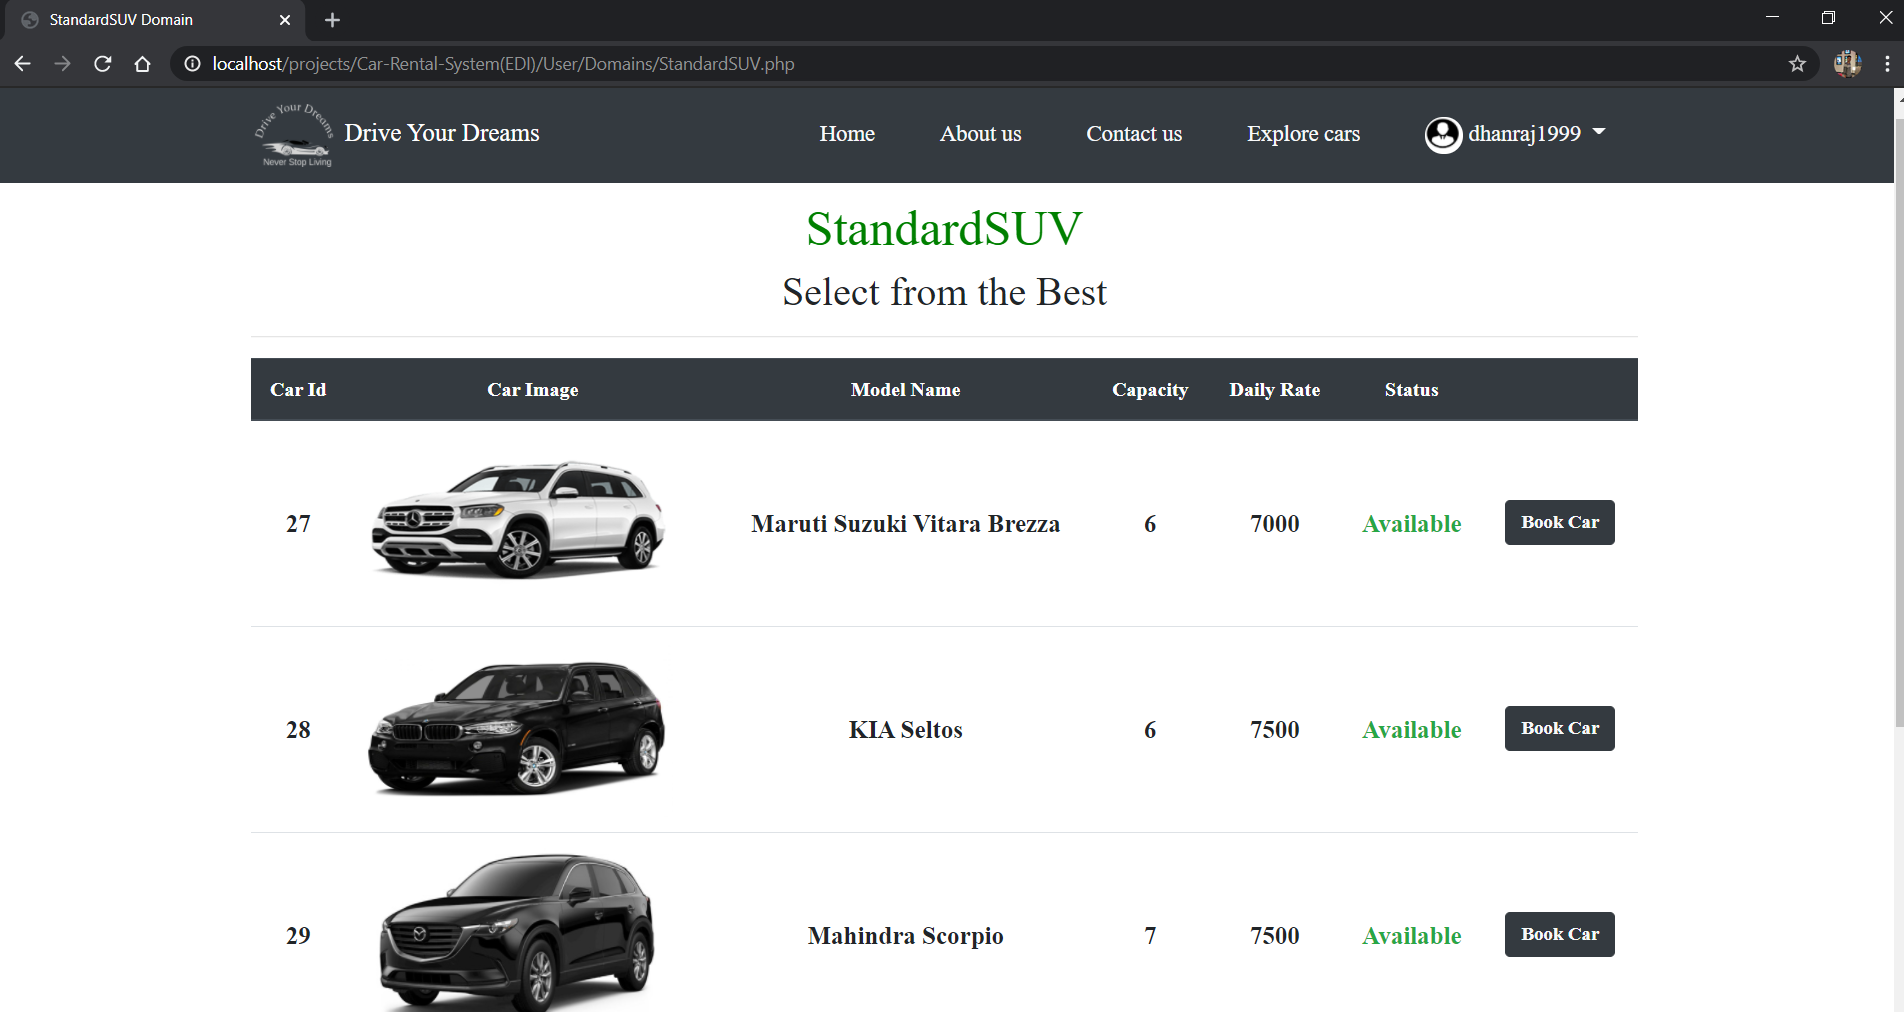 StandardSUV Domain
localhost/projects/Car-Rental-System(EDI)/User/Domains/StandardSUV.php
Drive Your Dreams
Never Stop Living
Drive Your Dreams
Home About us Contact us Explore cars dhanraj1999
StandardSUV
Select from the Best
Car Id Car Image Model Name Capacity Daily Rate Status
27 Maruti Suzuki Vitara Brezza 6 7000 Available Book Car
28 KIA Seltos 6 7500 Available Book Car
29 Mahindra Scorpio 7 7500 Available Book Car